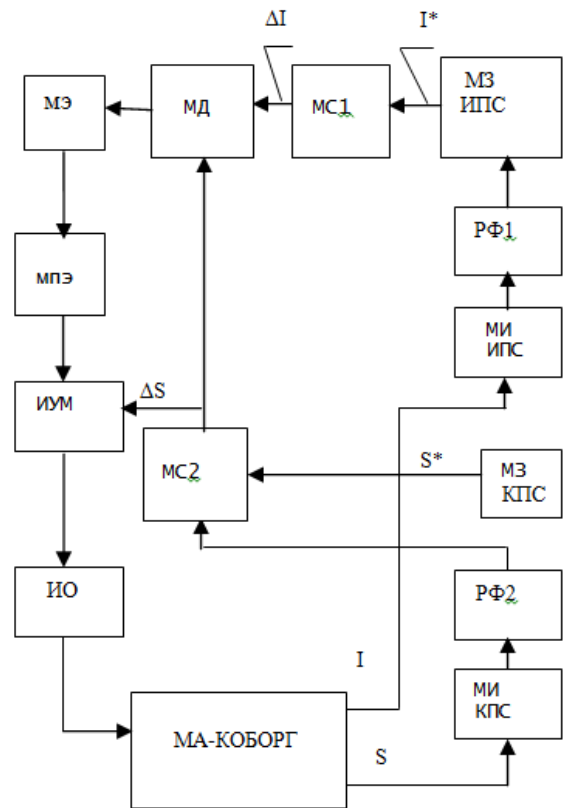 ΔI
I*
МЭ
МД
МС1
МЗ
ИПС
РФ1
МПЭ
МИ
ИПС
ИУМ
ΔS
МС2
S*
МЗ
КПС
ИО
РФ2
I
МИ
КПС
МА-КОБОРГ
S